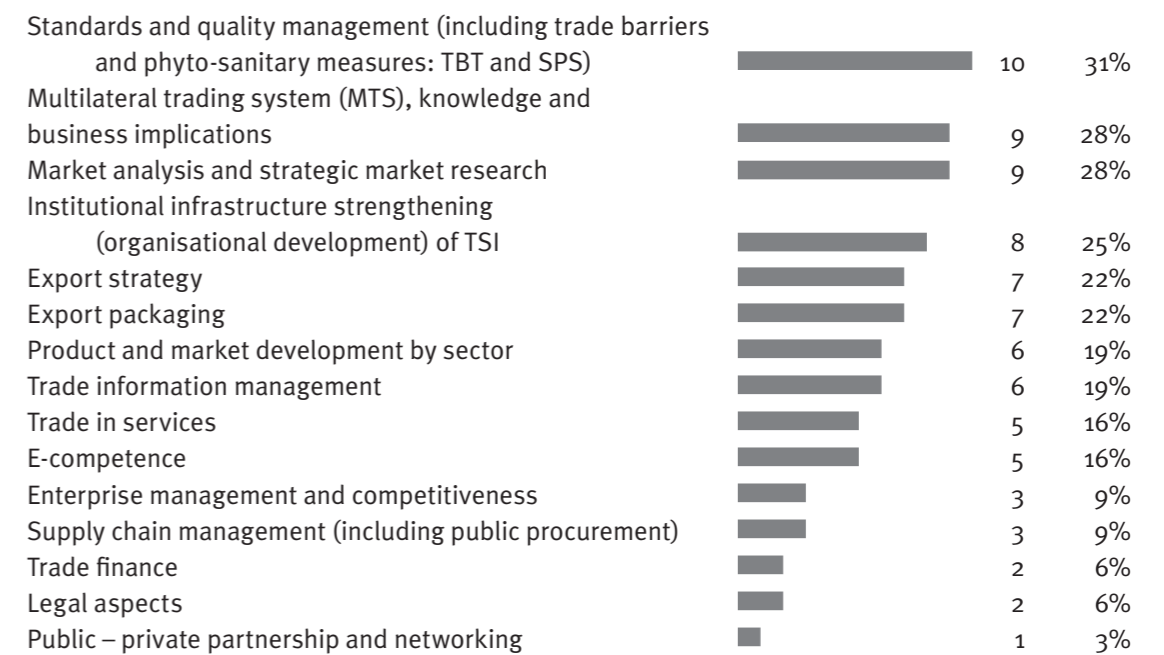 Standards and quality management (including trade barriers
and phyto-sanitary measures: TBT and SPS) 10 31%
Multilateral trading system (MTS), knowledge and
business implications 9 28%
Market analysis and strategic market research 9 28%
Institutional infrastructure strengthening
(organisational development) of TSI 8 25%
Export strategy 7 22%
Export packaging 7 22%
Product and market development by sector 6 19%
Trade information management 6 19%
Trade in services 5 16%
E-competence 5 16%
Enterprise management and competitiveness 3 9%
Supply chain management (including public procurement) 3 9%
Trade finance 2 6%
Legal aspects 2 6%
Public – private partnership and networking 1 3%